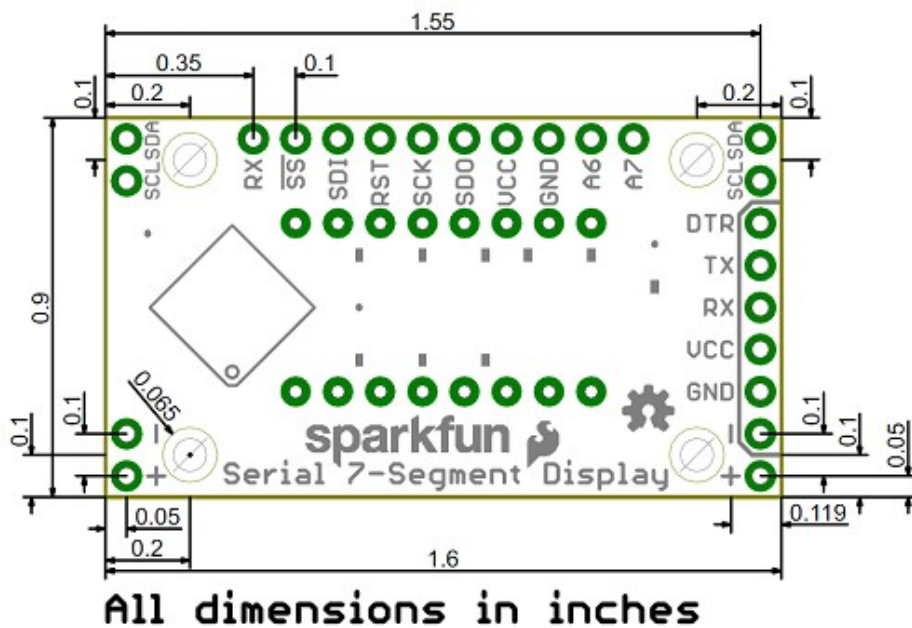 1.55
0.35
0.1
0.2
0.2
0.1
0.1
SDA
SCL
RX
SS
SDI
RST
SCK
SDO
VCC
GND
A6
A7
SDA
SCL
DTR
TX
RX
VCC
GND
0.9
0.065
0.1
0.1
-
+
sparkfun
Serial 7-Segment Display
-
+
0.1
0.1
0.05
0.05
0.119
0.2
1.6
All dimensions in inches